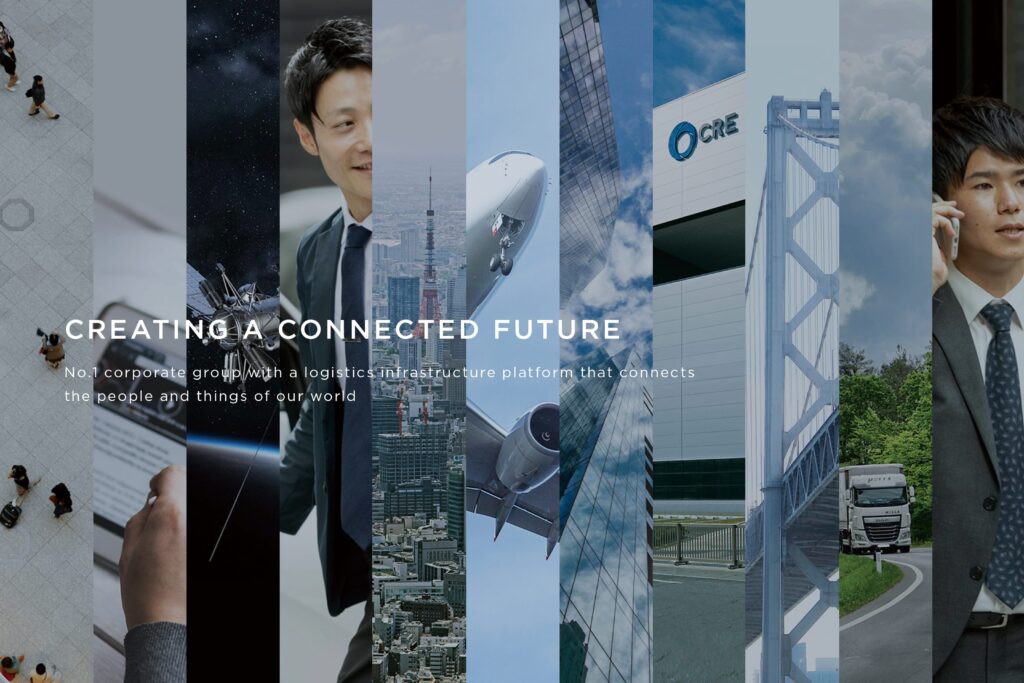 CRE
CREATING A CONNECTED FUTURE
No.1 corporate group with a logistics infrastructure platform that connects
the people and things of our world